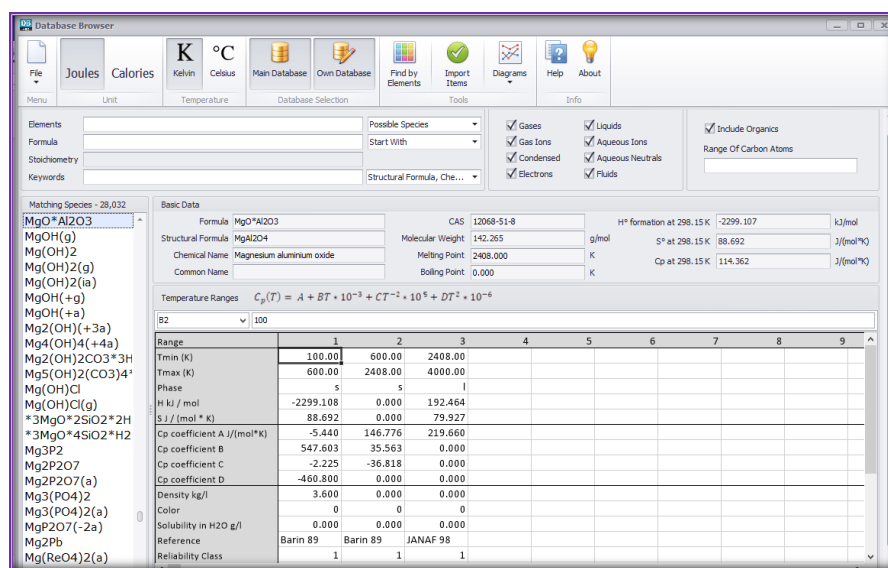 Database Browser
File
Joules
Calories
K
Kelvin
°C
Celsius
Main Database
Own Database
Find by
Elements
Import
Items
Diagrams
Help
About
Menu
Unit
Temperature
Database Selection
Tools
Info
Elements
Possible Species
Formula
Start With
Stoichiometry
Keywords
Structural Formula, Che...
Gases
Liquids
Gas Ions
Aqueous Ions
Condensed
Aqueous Neutrals
Electrons
Fluids
Include Organics
Range Of Carbon Atoms
Matching Species - 28,032
MgO*Al2O3
MgOH(g)
Mg(OH)2
Mg(OH)2(g)
Mg(OH)2(ia)
MgOH(+g)
MgOH(+a)
Mg2(OH)(+3a)
Mg4(OH)4(+4a)
Mg2(OH)2CO3*3H
Mg5(OH)2(CO3)4*
Mg(OH)Cl
Mg(OH)Cl(g)
*3MgO*2SiO2*2H
*3MgO*4SiO2*H2
Mg3P2
Mg2P2O7
Mg2P2O7(a)
Mg3(PO4)2
Mg3(PO4)2(a)
MgP2O7(-2a)
Mg2Pb
Mg(ReO4)2(a)
Basic Data
Formula MgO*Al2O3 CAS 12068-51-8 H° formation at 298.15 K -2299.107 kJ/mol
Structural Formula MgAl2O4 Molecular Weight 142.265 g/mol S° at 298.15 K 88.692 J/(mol*K)
Chemical Name Magnesium aluminium oxide Melting Point 2408.000 K Cp at 298.15 K 114.362 J/(mol*K)
Common Name Boiling Point 0.000 K
Temperature Ranges Cp(T) = A + BT * 10⁻³ + CT⁻² * 10⁵ + DT² * 10⁻⁶
B2 100
Range 1 2 3 4 5 6 7 8 9
Tmin (K) 100.00 600.00 2408.00
Tmax (K) 600.00 2408.00 4000.00
Phase s s l
H kJ / mol -2299.108 0.000 192.464
S J / (mol * K) 88.692 0.000 79.927
Cp coefficient A J/(mol*K) -5.440 146.776 219.660
Cp coefficient B 547.603 35.563 0.000
Cp coefficient C -2.225 -36.818 0.000
Cp coefficient D -460.800 0.000 0.000
Density kg/l 3.600 0.000 0.000
Color 0 0 0
Solubility in H2O g/l 0.000 0.000 0.000
Reference Barin 89 Barin 89 JANAF 98
Reliability Class 1 1 1